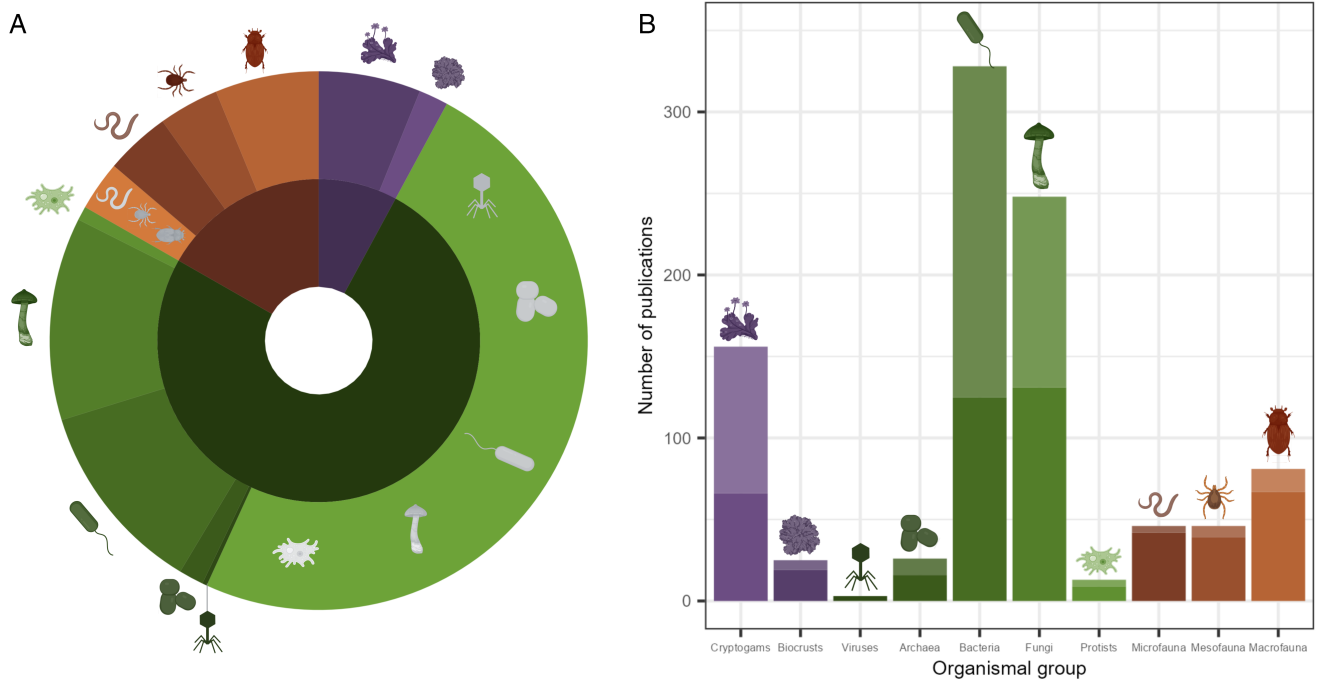 A
B
Number of publications
300
200
100
0
Cryptogams Biocrusts Viruses Archaea Bacteria Fungi Protists Microfauna Mesofauna Macrofauna
Organismal group